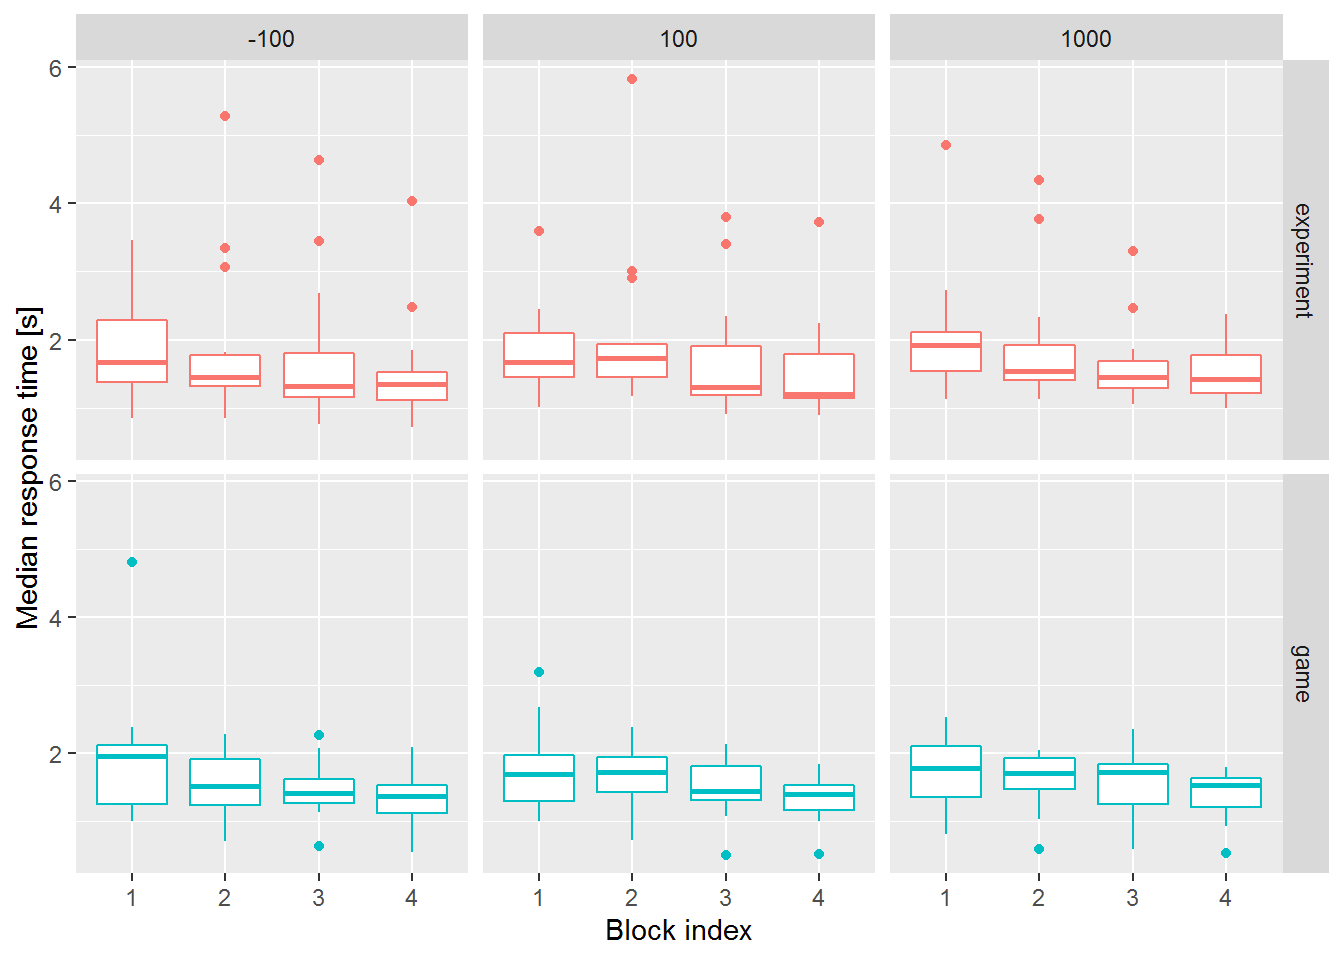 -100 100 1000
6
4
2
experiment
Median response time [s]
6
4
2
game
1 2 3 4 1 2 3 4 1 2 3 4
Block index